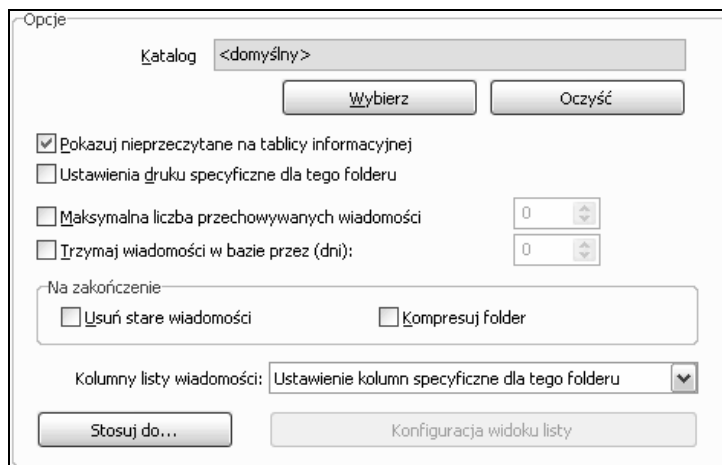 Opcje
Katalog <domyślny>
Wybierz Oczyść
Pokazuj nieprzeczytane na tablicy informacyjnej
Ustawienia druku specyficzne dla tego folderu
Maksymalna liczba przechowywanych wiadomości 0
Trzymaj wiadomości w bazie przez (dni): 0
Na zakończenie
Usuń stare wiadomości Kompresuj folder
Kolumny listy wiadomości: Ustawienie kolumn specyficzne dla tego folderu
Stosuj do... Konfiguracja widoku listy